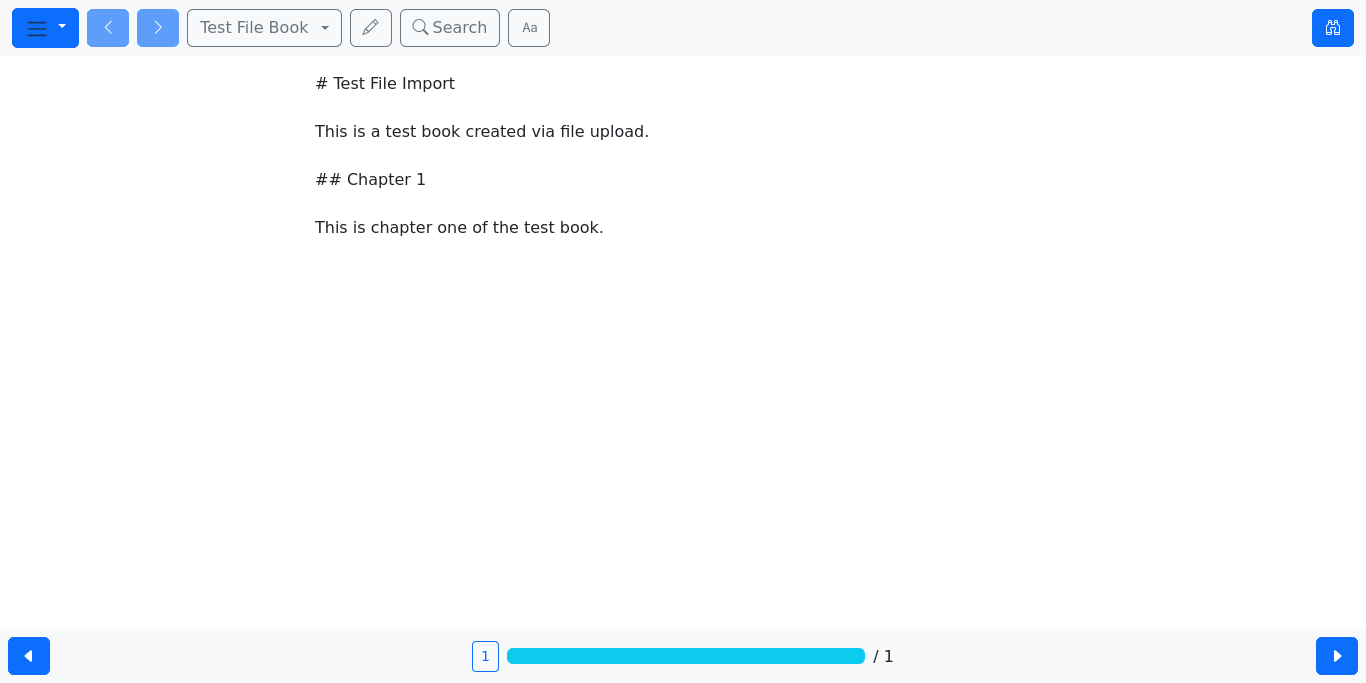 Test File Book
Search
Aa
# Test File Import
This is a test book created via file upload.
## Chapter 1
This is chapter one of the test book.
1
/ 1